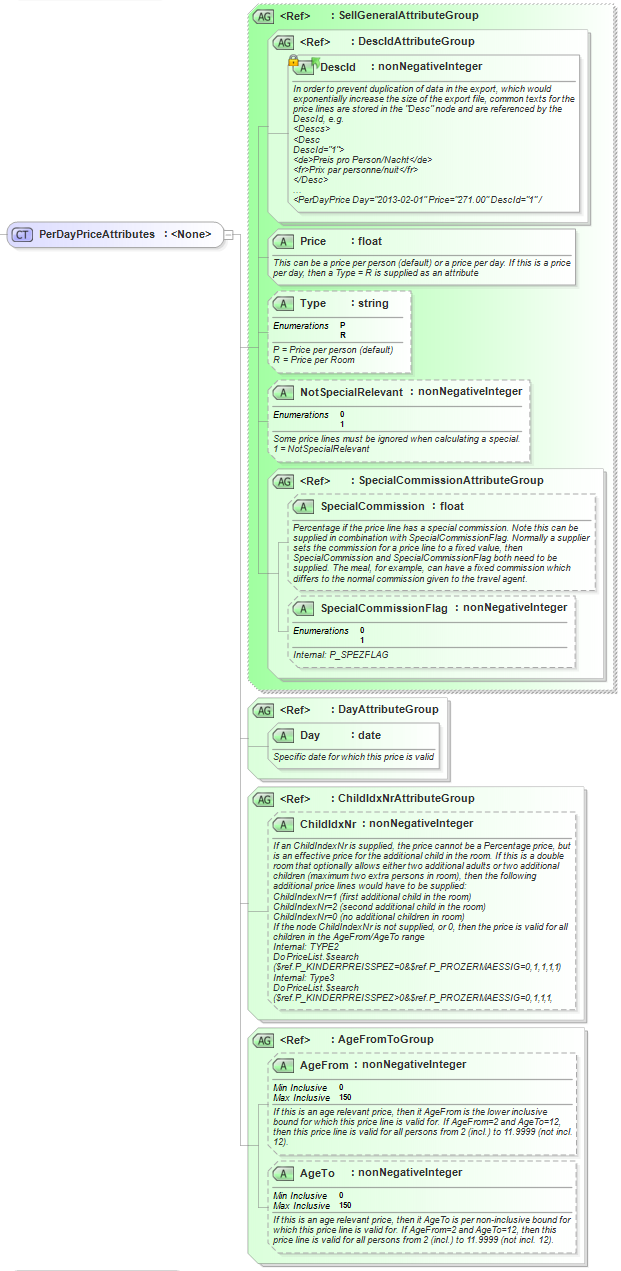 AG <Ref> : SellGeneralAttributeGroup
AG <Ref> : DescIdAttributeGroup
A DescId : nonNegativeInteger
In order to prevent duplication of data in the export, which would
exponentially increase the size of the export file, common texts for the
price lines are stored in the "Desc" node and are referenced by the
DescId, e.g.
<Descs>
<Desc
DescId="1">
<de>Preis pro Person/Nacht</de>
<fr>Prix par personne/nuit</fr>
</Desc>
...
<PerDayPrice Day="2013-02-01" Price="271.00" DescId="1" /
CT PerDayPriceAttributes : <None>
A Price : float
This can be a price per person (default) or a price per day. If this is a price
per day, then a Type = R is supplied as an attribute
A Type : string
Enumerations P
R
P = Price per person (default)
R = Price per Room
A NotSpecialRelevant : nonNegativeInteger
Enumerations 0
1
Some price lines must be ignored when calculating a special.
1 = NotSpecialRelevant
AG <Ref> : SpecialCommissionAttributeGroup
A SpecialCommission : float
Percentage if the price line has a special commission. Note this can be
supplied in combination with SpecialCommissionFlag. Normally a supplier
sets the commission for a price line to a fixed value, then
SpecialCommission and SpecialCommissionFlag both need to be
supplied. The meal, for example, can have a fixed commission which
differs to the normal commission given to the travel agent.
A SpecialCommissionFlag : nonNegativeInteger
Enumerations 0
1
Internal: P_SPEZFLAG
AG <Ref> : DayAttributeGroup
A Day : date
Specific date for which this price is valid
AG <Ref> : ChildIdxNrAttributeGroup
A ChildIdxNr : nonNegativeInteger
If an ChildIndexNr is supplied, the price cannot be a Percentage price, but
is an effective price for the additional child in the room. If this is a double
room that optionally allows either two additional adults or two additional
children (maximum two extra persons in room), then the following
additional price lines would have to be supplied:
ChildIndexNr=1 (first additional child in the room)
ChildIndexNr=2 (second additional child in the room)
ChildIndexNr=0 (no additional children in room)
If the node ChildIndexNr is not supplied, or 0, then the price is valid for all
children in the AgeFrom/AgeTo range
Internal: TYPE2
Do PriceList.$search
($ref.P_KINDERPREISSPEZ=0&$ref.P_PROZERMAESSIG=0,1,1,1,1)
Internal: Type3
Do PriceList.$search
($ref.P_KINDERPREISSPEZ>0&$ref.P_PROZERMAESSIG=0,1,1,1,
AG <Ref> : AgeFromToGroup
A AgeFrom : nonNegativeInteger
Min Inclusive 0
Max Inclusive 150
If this is an age relevant price, then it AgeFrom is the lower inclusive
bound for which this price line is valid for. If AgeFrom=2 and AgeTo=12,
then this price line is valid for all persons from 2 (incl.) to 11.9999 (not incl.
12).
A AgeTo : nonNegativeInteger
Min Inclusive 0
Max Inclusive 150
If this is an age relevant price, then it AgeTo is per non-inclusive bound for
which this price line is valid for. If AgeFrom=2 and AgeTo=12, then this
price line is valid for all persons from 2 (incl.) to 11.9999 (not incl. 12).